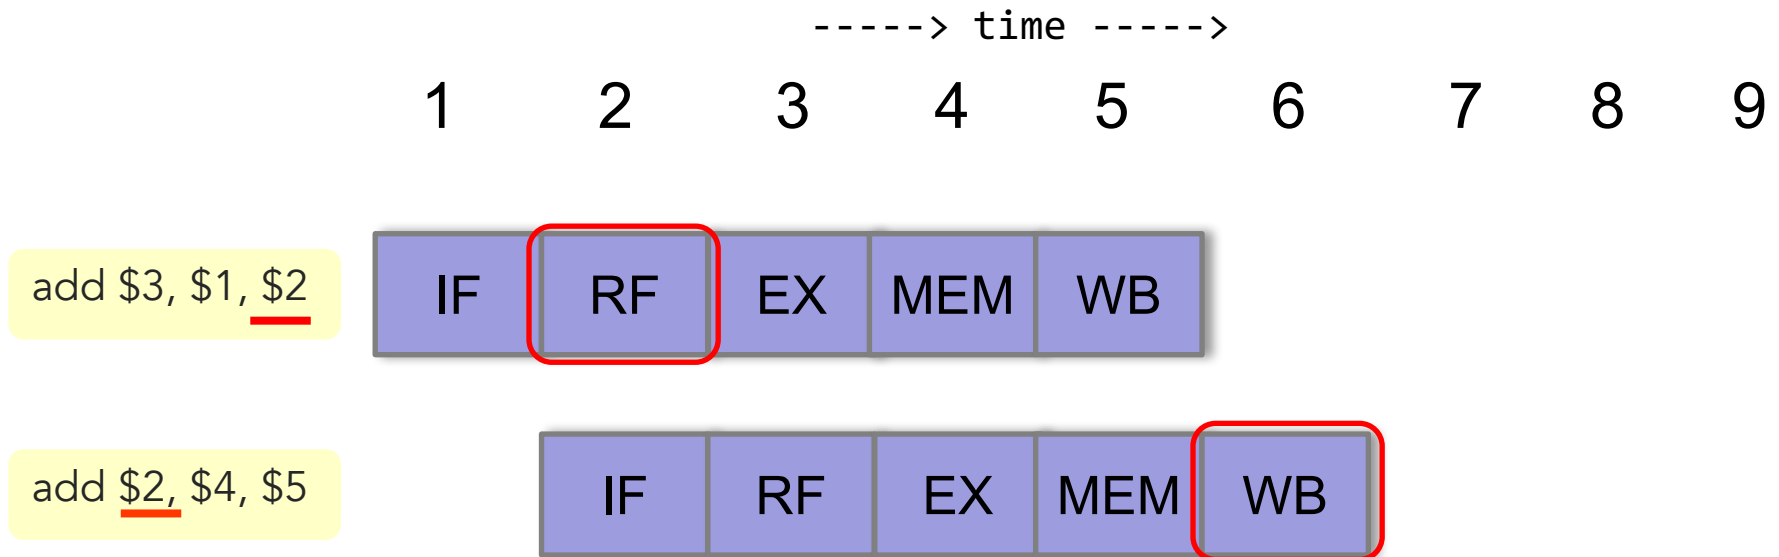 -----> time ----->
1 2 3 4 5 6 7 8 9
add $3, $1, $2 IF RF EX MEM WB
add $2, $4, $5 IF RF EX MEM WB